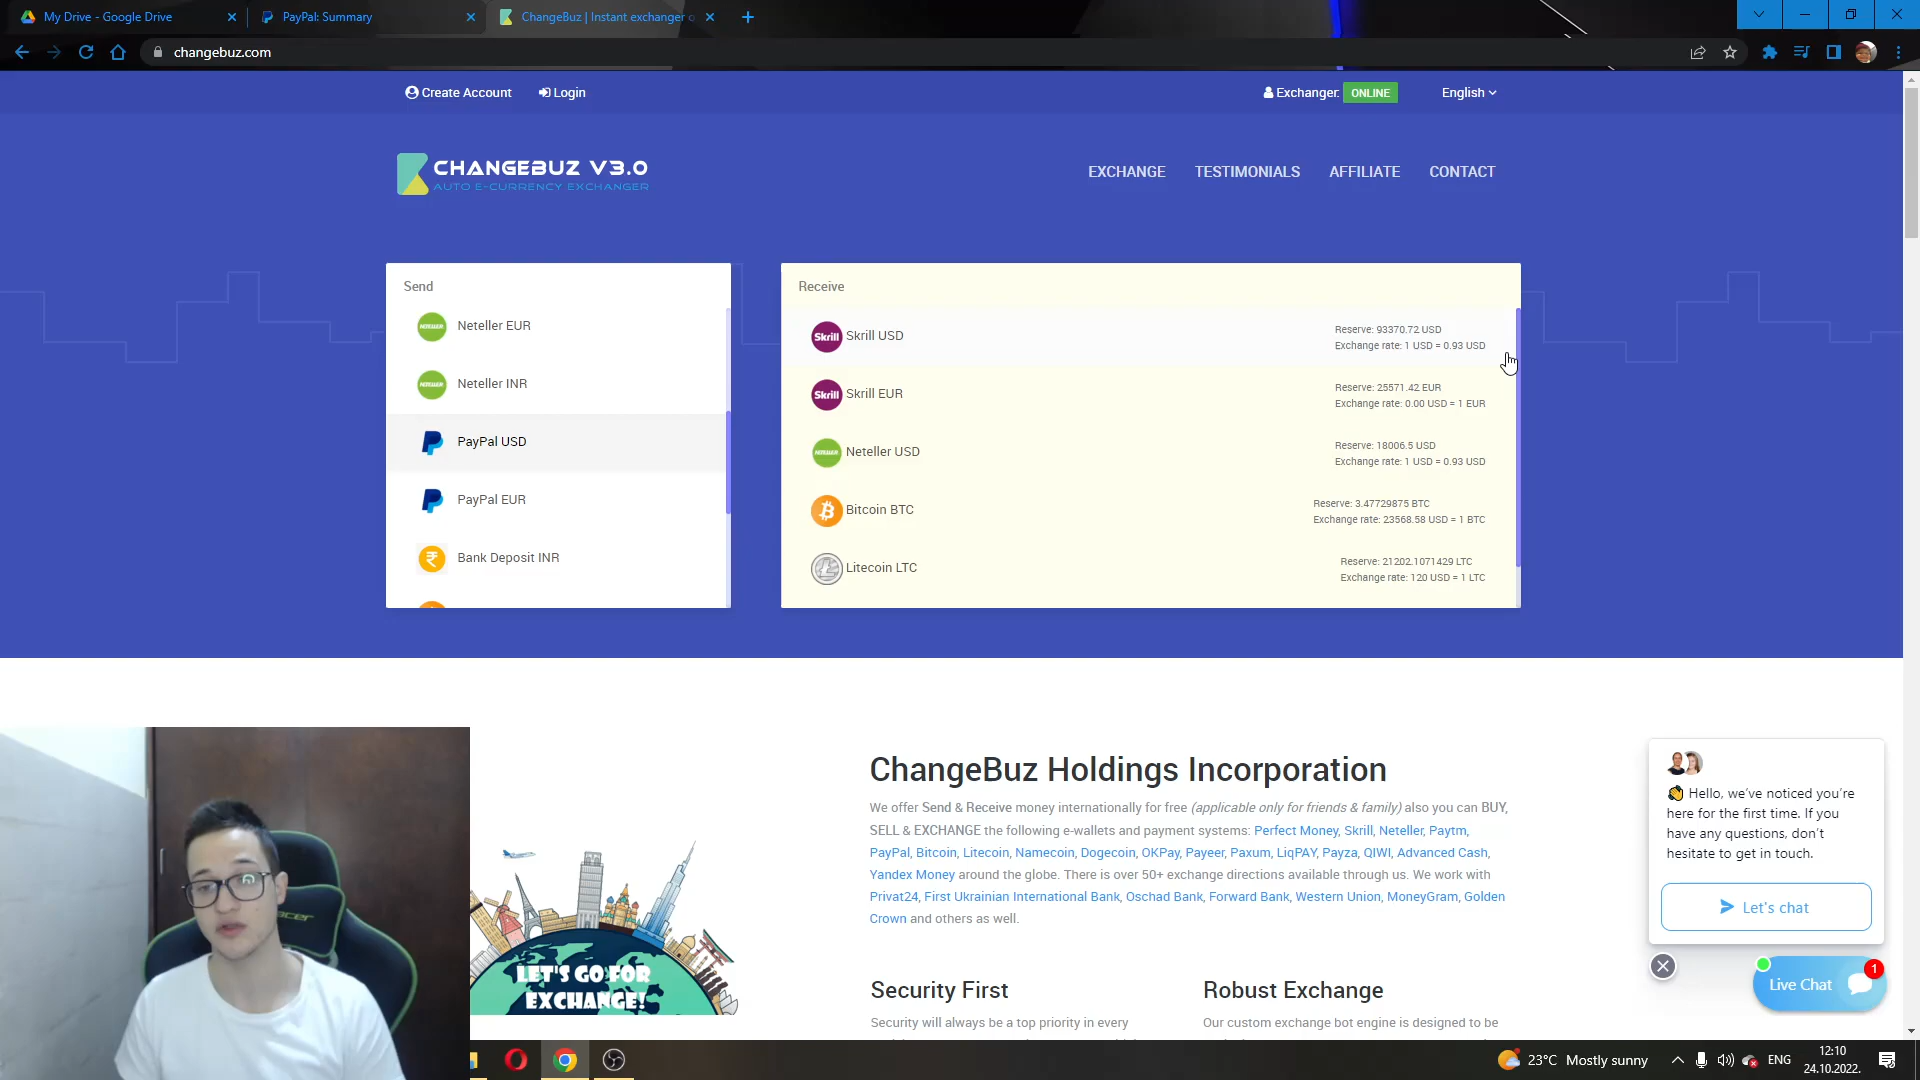 My Drive - Google Drive
PayPal: Summary
ChangeBuz | Instant exchanger o
changebuz.com
Create Account
Login
Exchanger:
ONLINE
English
CHANGEBUZ V3.0
AUTO E-CURRENCY EXCHANGER
EXCHANGE
TESTIMONIALS
AFFILIATE
CONTACT
Send
Neteller EUR
Neteller INR
PayPal USD
PayPal EUR
Bank Deposit INR
Receive
Skrill
Skrill USD
Reserve: 93370.72 USD
Exchange rate: 1 USD = 0.93 USD
Skrill
Skrill EUR
Reserve: 25571.42 EUR
Exchange rate: 0.00 USD = 1 EUR
Neteller USD
Reserve: 18006.5 USD
Exchange rate: 1 USD = 0.93 USD
Bitcoin BTC
Reserve: 3.47729875 BTC
Exchange rate: 23568.58 USD = 1 BTC
Litecoin LTC
Reserve: 21202.1071429 LTC
Exchange rate: 120 USD = 1 LTC
LET'S GO FOR
EXCHANGE!
ChangeBuz Holdings Incorporation
We offer Send & Receive money internationally for free (applicable only for friends & family) also you can BUY,
SELL & EXCHANGE the following e-wallets and payment systems: Perfect Money, Skrill, Neteller, Paytm,
PayPal, Bitcoin, Litecoin, Namecoin, Dogecoin, OKPay, Payeer, Paxum, LiqPAY, Payza, QIWI, Advanced Cash,
Yandex Money around the globe. There is over 50+ exchange directions available through us. We work with
Privat24, First Ukrainian International Bank, Oschad Bank, Forward Bank, Western Union, MoneyGram, Golden
Crown and others as well.
Security First
Security will always be a top priority in every
Robust Exchange
Our custom exchange bot engine is designed to be
Hello, we've noticed you're
here for the first time. If you
have any questions, don't
hesitate to get in touch.
Let's chat
Live Chat
1
acer
23°C Mostly sunny
ENG
12:10
24.10.2022.